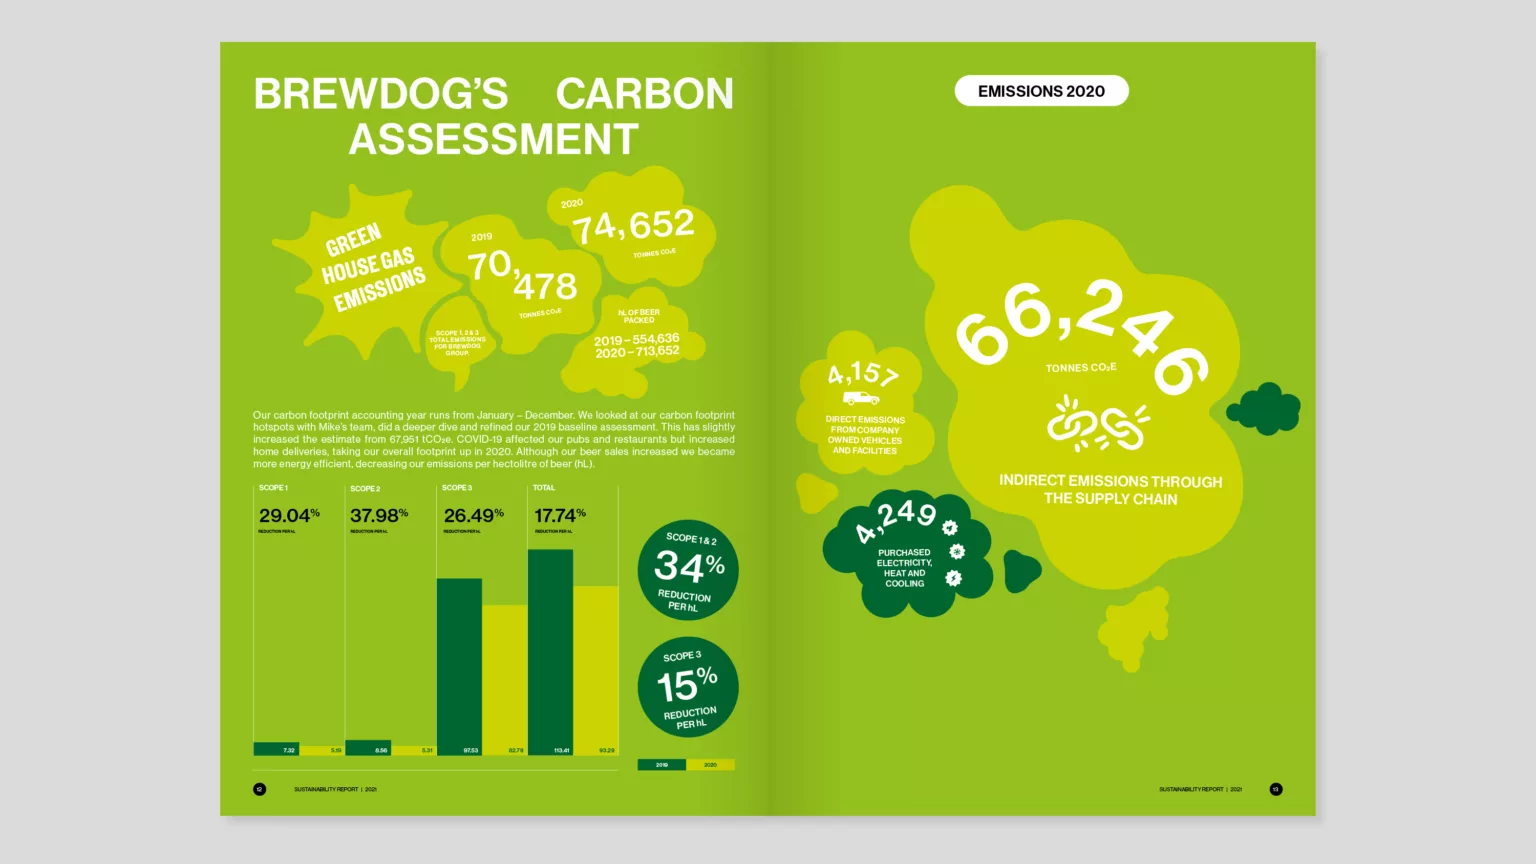 BREWDOG'S CARBON
ASSESSMENT
GREEN
HOUSE GAS
EMISSIONS
2019
70,
478
TONNES CO₂E
2020
74,652
TONNES CO₂E
SCOPE 1, 2 & 3
TOTAL EMISSIONS
FOR BREWDOG
GROUP
hL OF BEER
PACKED
2019 – 554,636
2020 – 713,652
Our carbon footprint accounting year runs from January – December. We looked at our carbon footprint
hotspots with Mike's team, did a deeper dive and refined our 2019 baseline assessment. This has slightly
increased the estimate from 67,951 tCO₂e. COVID-19 affected our pubs and restaurants but increased
home deliveries, taking our overall footprint up in 2020. Although our beer sales increased we became
more energy efficient, decreasing our emissions per hectolitre of beer (hL).
SCOPE 1
29.04%
REDUCTION PER hL
SCOPE 2
37.98%
REDUCTION PER hL
SCOPE 3
26.49%
REDUCTION PER hL
TOTAL
17.74%
REDUCTION PER hL
7.32
8.56
5.31
97.53
82.79
113.41
93.29
SCOPE 1 & 2
34%
REDUCTION
PER hL
SCOPE 3
15%
REDUCTION
PER hL
2019
2020
12
SUSTAINABILITY REPORT | 2021
EMISSIONS 2020
66,246
TONNES CO₂E
INDIRECT EMISSIONS THROUGH
THE SUPPLY CHAIN
4,157
DIRECT EMISSIONS
FROM COMPANY
OWNED VEHICLES
AND FACILITIES
4,249
PURCHASED
ELECTRICITY,
HEAT AND
COOLING
SUSTAINABILITY REPORT | 2021
13